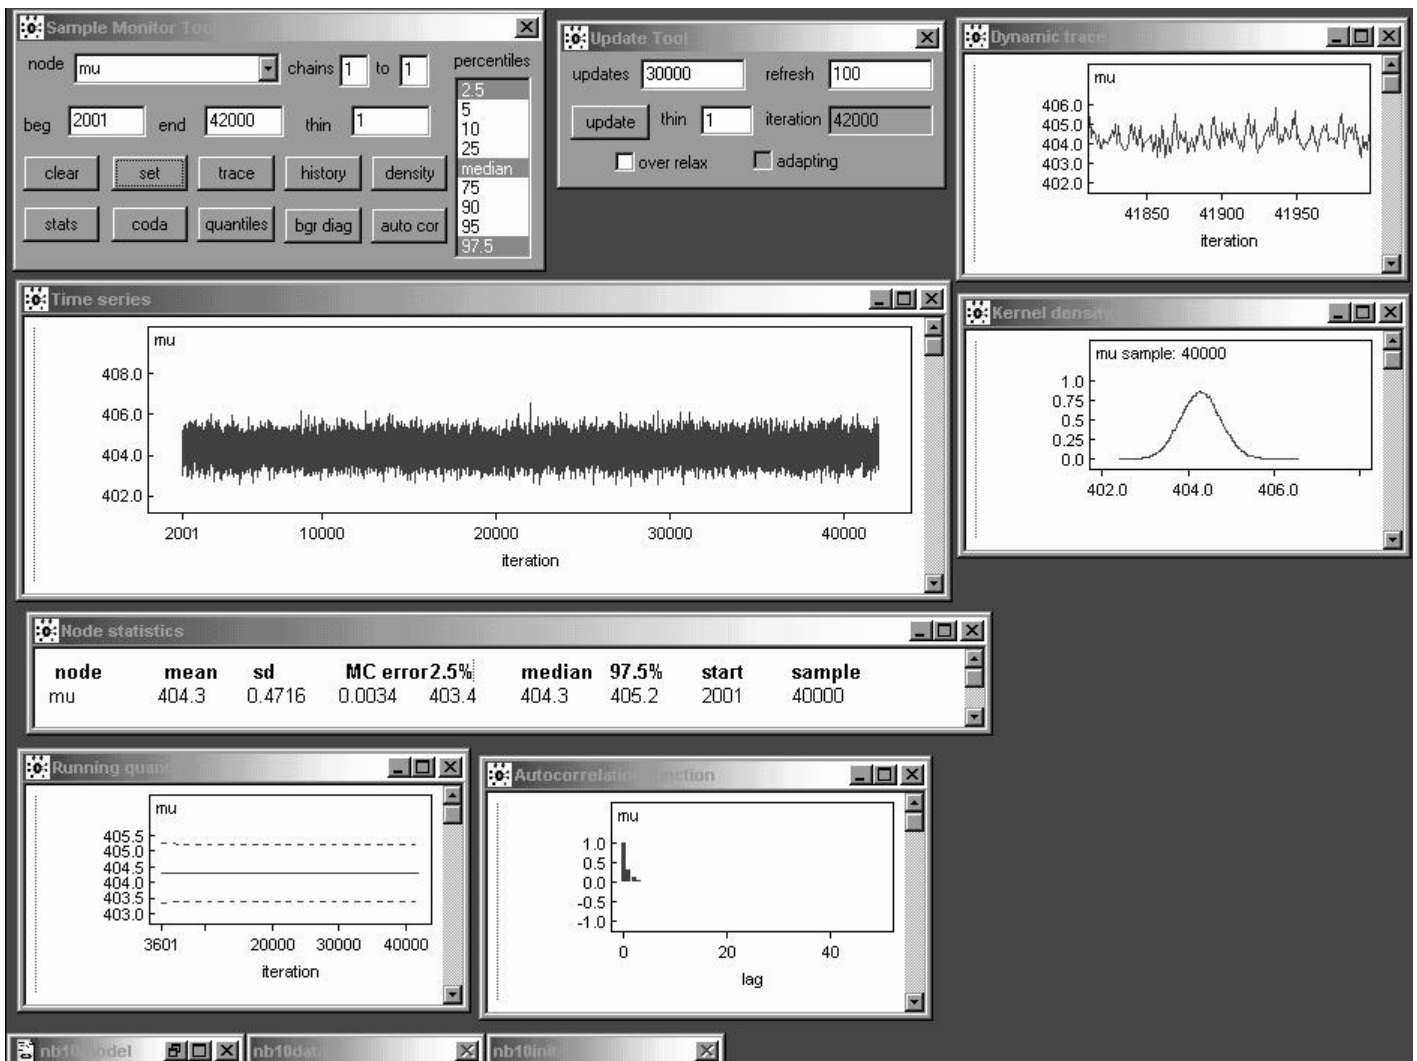 Sample Monitor Tool
node mu chains 1 to 1 percentiles
2.5
5
10
25
median
75
90
95
97.5
beg 2001 end 42000 thin 1
clear set trace history density
stats coda quantiles bgr diag auto cor
Update Tool
updates 30000 refresh 100
update thin 1 iteration 42000
over relax adapting
Dynamic trace
mu
406.0
405.0
404.0
403.0
402.0
41850 41900 41950
iteration
Time series
mu
408.0
406.0
404.0
402.0
2001 10000 20000 30000 40000
iteration
Kernel density
mu sample: 40000
1.0
0.75
0.5
0.25
0.0
402.0 404.0 406.0
Node statistics
node mean sd MC error 2.5% median 97.5% start sample
mu 404.3 0.4716 0.0034 403.4 404.3 405.2 2001 40000
Running
mu
405.5
405.0
404.5
404.0
403.5
403.0
3601 20000 30000 40000
iteration
Autocorrelation function
mu
1.0
0.5
0.0
-0.5
-1.0
0 20 40
lag
nb10model nb10data nb10init